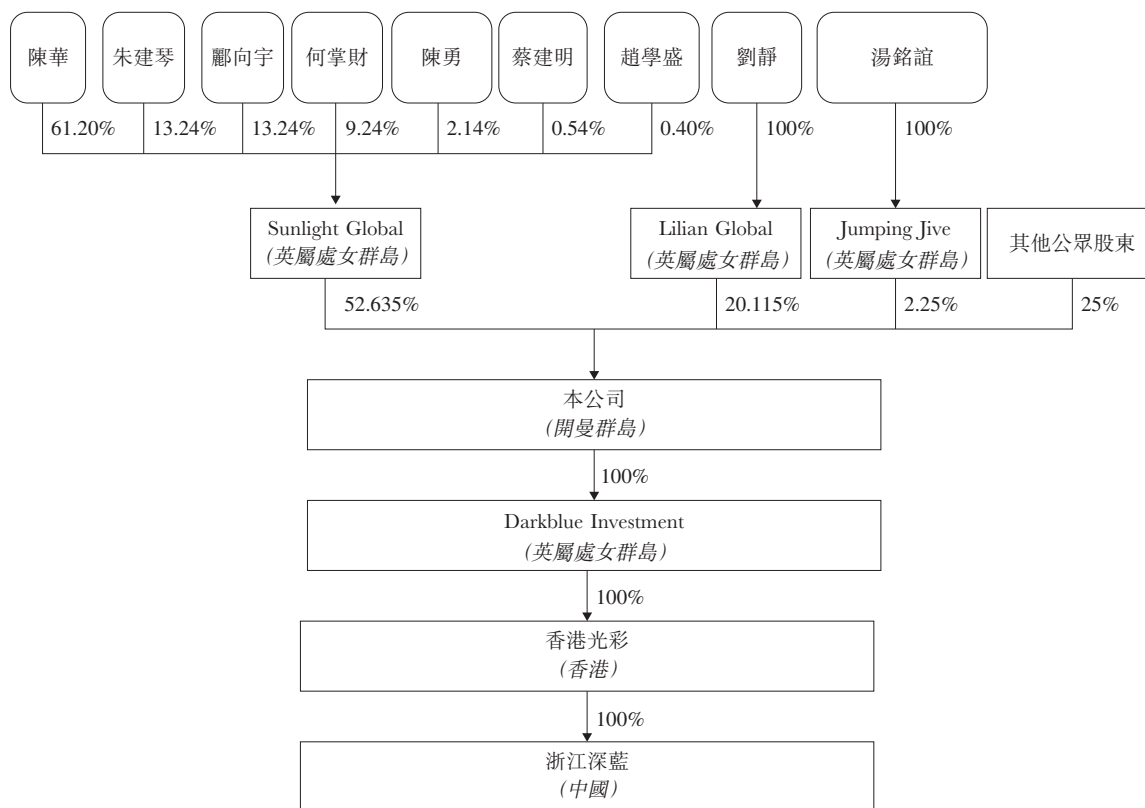 陳華
朱建琴
酈向宇
何掌財
陳勇
蔡建明
趙學盛
劉靜
湯銘誼
61.20%
13.24%
13.24%
9.24%
2.14%
0.54%
0.40%
100%
100%
Sunlight Global
(英屬處女群島)
Lilian Global
(英屬處女群島)
Jumping Jive
(英屬處女群島)
其他公眾股東
52.635%
20.115%
2.25%
25%
本公司
(開曼群島)
100%
Darkblue Investment
(英屬處女群島)
100%
香港光彩
(香港)
100%
浙江深藍
(中國)